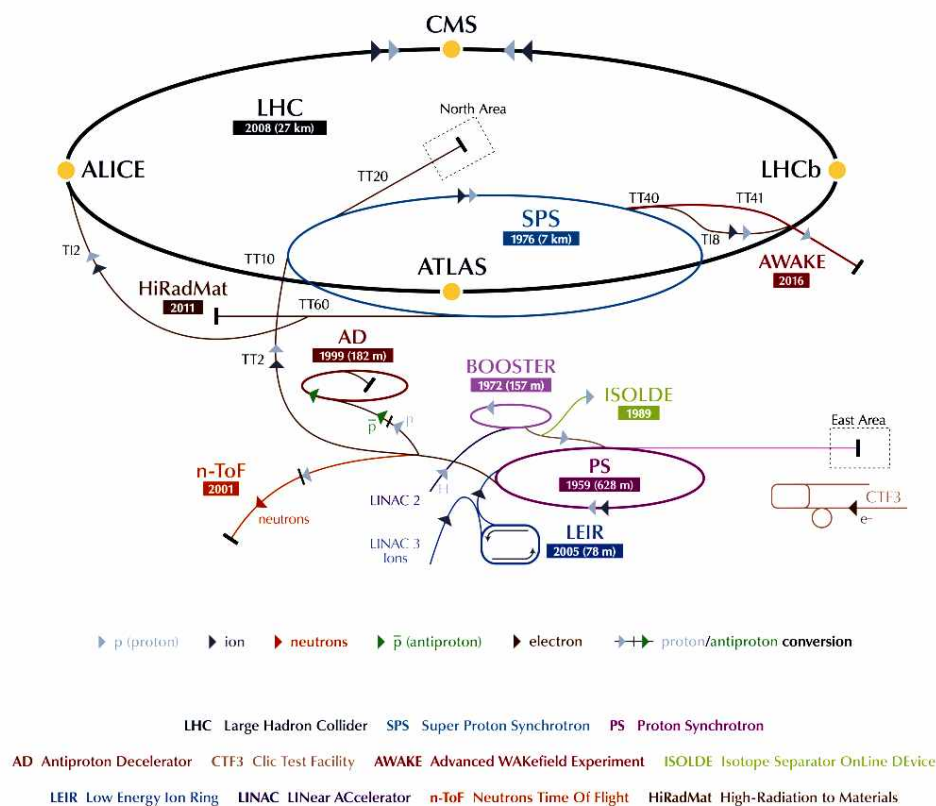 CMS
LHC
2008 (27 km)
North Area
ALICE
LHCb
TT20
TT40
TT41
SPS
1976 (7 km)
TI8
TI2
TT10
ATLAS
AWAKE
2016
HiRadMat
2011
TT60
AD
1999 (182 m)
TT2
BOOSTER
1972 (157 m)
ISOLDE
1989
p̅
p
East Area
n-ToF
2001
PS
1959 (628 m)
H
LINAC 2
neutrons
CTF3
e-
LEIR
2005 (78 m)
LINAC 3
Ions
p (proton) ion neutrons p̅ (antiproton) electron proton/antiproton conversion
LHC Large Hadron Collider SPS Super Proton Synchrotron PS Proton Synchrotron
AD Antiproton Decelerator CTF3 Clic Test Facility AWAKE Advanced WAKefield Experiment ISOLDE Isotope Separator OnLine DEvice
LEIR Low Energy Ion Ring LINAC LINear ACcelerator n-ToF Neutrons Time Of Flight HiRadMat High-Radiation to Materials